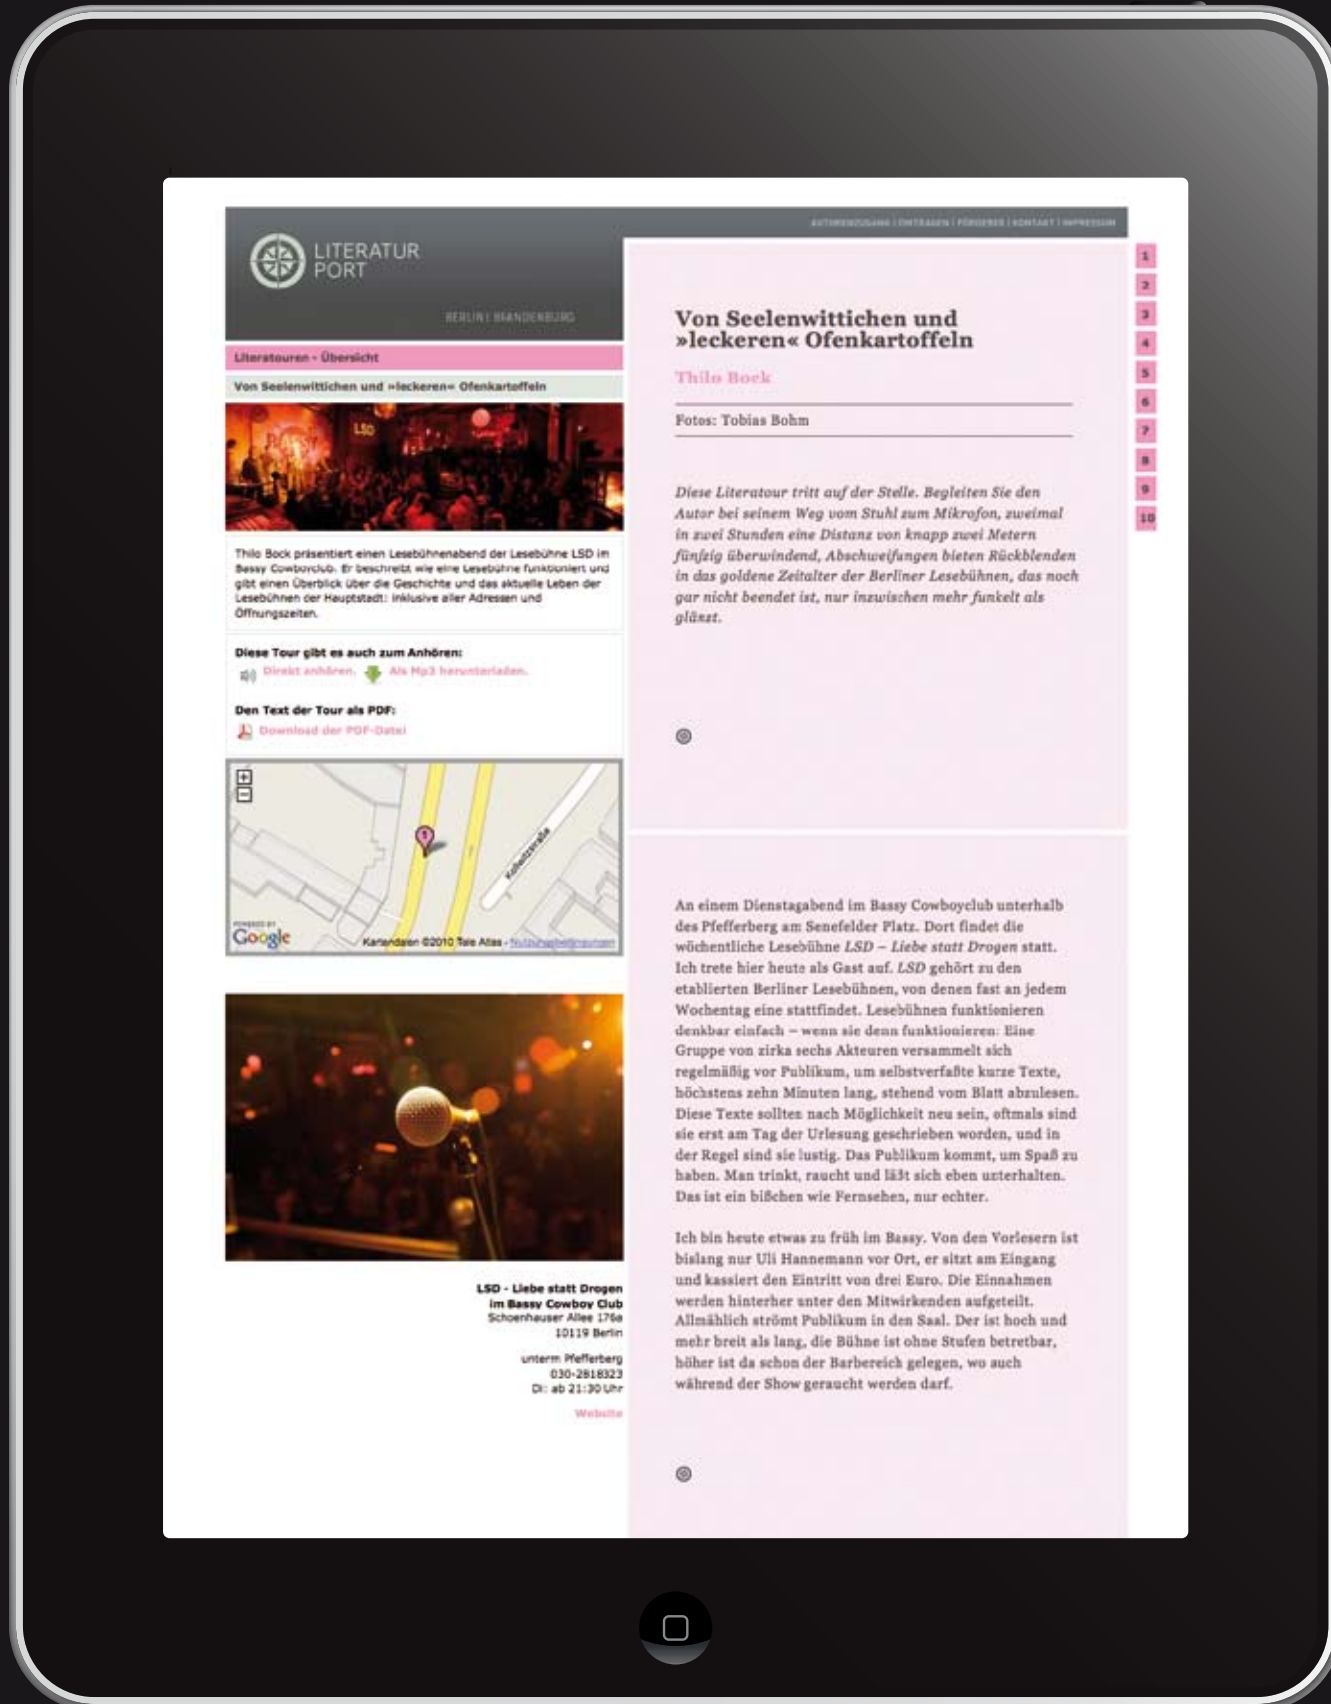 AUTORENZUGANG | EINTRAGEN | FÖRDERER | KONTAKT | IMPRESSUM
LITERATUR
PORT
BERLIN | BRANDENBURG
Literatouren - Übersicht
Von Seelenwittichen und »leckeren« Ofenkartoffeln
BASSY
LSD
Thilo Bock präsentiert einen Lesebühnenabend der Lesebühne LSD im
Bassy Cowboyclub. Er beschreibt wie eine Lesebühne funktioniert und
gibt einen Überblick über die Geschichte und das aktuelle Leben der
Lesebühnen der Hauptstadt: inklusive aller Adressen und
Öffnungszeiten.
Diese Tour gibt es auch zum Anhören:
Direkt anhören. Als Mp3 herunterladen.
Den Text der Tour als PDF:
Download der PDF-Datei
+
−
1
Kollwitzstraße
POWERED BY
Google
Kartendaten ©2010 Tele Atlas - Nutzungsbedingungen
LSD - Liebe statt Drogen
im Bassy Cowboy Club
Schoenhauser Allee 176a
10119 Berlin
unterm Pfefferberg
030-2818323
Di: ab 21:30 Uhr
Website
Von Seelenwittichen und
»leckeren« Ofenkartoffeln
Thilo Bock
Fotos: Tobias Bohm
Diese Literatour tritt auf der Stelle. Begleiten Sie den
Autor bei seinem Weg vom Stuhl zum Mikrofon, zweimal
in zwei Stunden eine Distanz von knapp zwei Metern
fünfzig überwindend, Abschweifungen bieten Rückblenden
in das goldene Zeitalter der Berliner Lesebühnen, das noch
gar nicht beendet ist, nur inzwischen mehr funkelt als
glänzt.
An einem Dienstagabend im Bassy Cowboyclub unterhalb
des Pfefferberg am Senefelder Platz. Dort findet die
wöchentliche Lesebühne LSD – Liebe statt Drogen statt.
Ich trete hier heute als Gast auf. LSD gehört zu den
etablierten Berliner Lesebühnen, von denen fast an jedem
Wochentag eine stattfindet. Lesebühnen funktionieren
denkbar einfach – wenn sie denn funktionieren: Eine
Gruppe von zirka sechs Akteuren versammelt sich
regelmäßig vor Publikum, um selbstverfaßte kurze Texte,
höchstens zehn Minuten lang, stehend vom Blatt abzulesen.
Diese Texte sollten nach Möglichkeit neu sein, oftmals sind
sie erst am Tag der Urlesung geschrieben worden, und in
der Regel sind sie lustig. Das Publikum kommt, um Spaß zu
haben. Man trinkt, raucht und läßt sich eben unterhalten.
Das ist ein bißchen wie Fernsehen, nur echter.
Ich bin heute etwas zu früh im Bassy. Von den Vorlesern ist
bislang nur Uli Hannemann vor Ort, er sitzt am Eingang
und kassiert den Eintritt von drei Euro. Die Einnahmen
werden hinterher unter den Mitwirkenden aufgeteilt.
Allmählich strömt Publikum in den Saal. Der ist hoch und
mehr breit als lang, die Bühne ist ohne Stufen betretbar,
höher ist da schon der Barbereich gelegen, wo auch
während der Show geraucht werden darf.
1
2
3
4
5
6
7
8
9
10